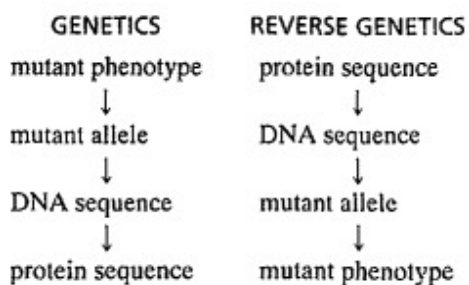 GENETICS
mutant phenotype
↓
mutant allele
↓
DNA sequence
↓
protein sequence
REVERSE GENETICS
protein sequence
↓
DNA sequence
↓
mutant allele
↓
mutant phenotype